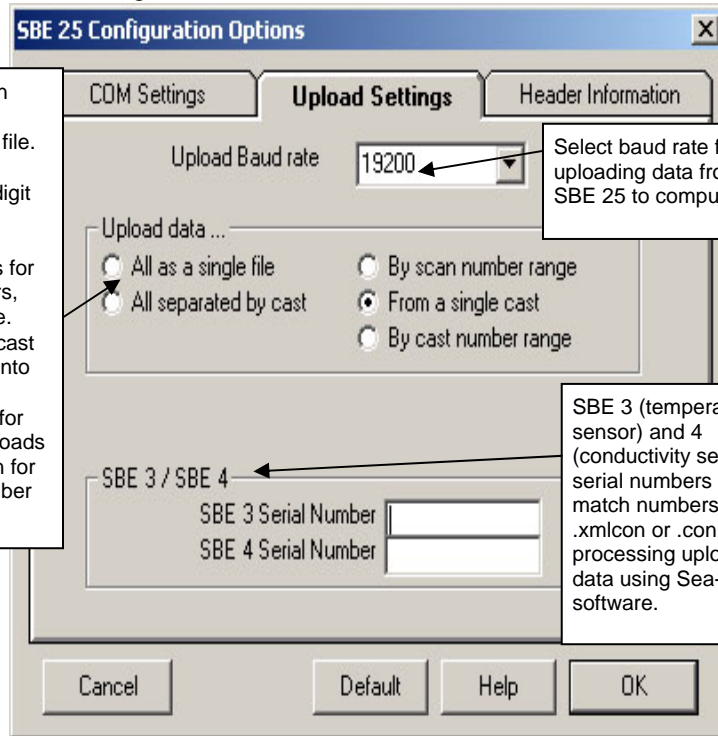 SBE 25 Configuration Options
COM Settings
Upload Settings
Header Information
Upload Baud rate
19200
Select baud rate
uploading data
SBE 25 to
file.
digit
for
cast
for
for
Upload data ...
All as a single file
All separated by cast
By scan number range
From a single cast
By cast number range
SBE 3
sensor) and 4
(conductivity
serial numbers
match numbers
.xmlcon or .con
processing
data using
software.
SBE 3 / SBE 4
SBE 3 Serial Number
SBE 4 Serial Number
Cancel
Default
Help
OK